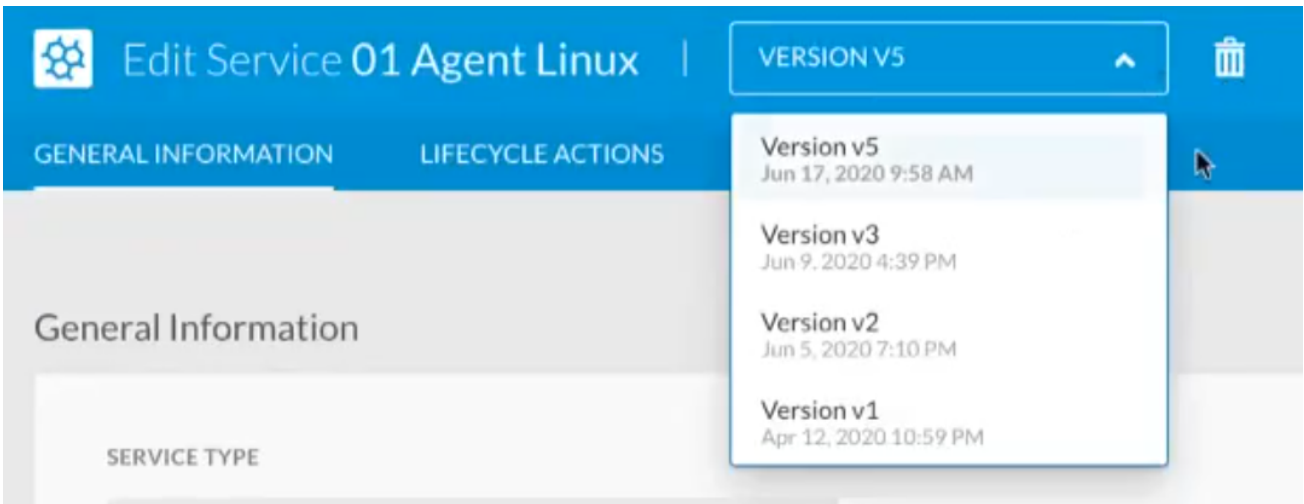 Edit Service 01 Agent Linux
VERSION V5
GENERAL INFORMATION
LIFECYCLE ACTIONS
Version v5
Jun 17, 2020 9:58 AM
Version v3
Jun 9, 2020 4:39 PM
Version v2
Jun 5, 2020 7:10 PM
Version v1
Apr 12, 2020 10:59 PM
General Information
SERVICE TYPE